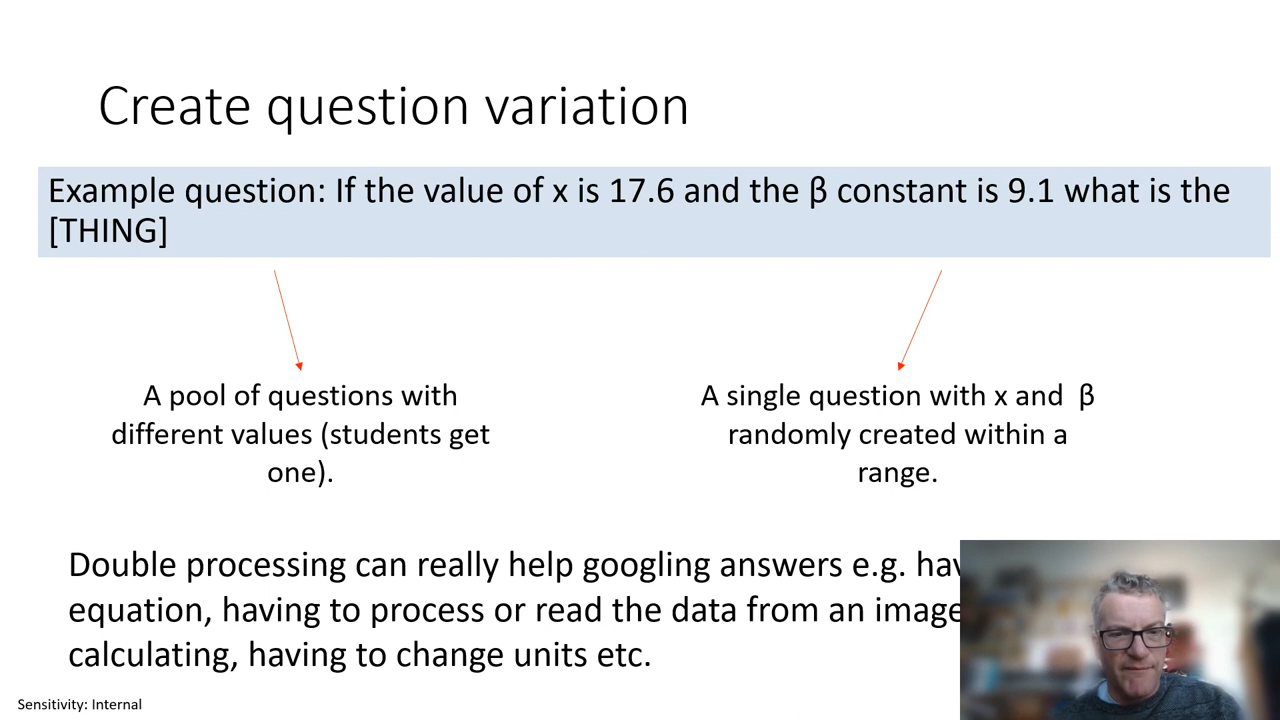 Create question variation
Example question: If the value of x is 17.6 and the β constant is 9.1 what is the
[THING]
A pool of questions with
different values (students get
one).
A single question with x and β
randomly created within a
range.
Double processing can really help googling answers e.g.
equation, having to process or read the data from an image
calculating, having to change units etc.
Sensitivity: Internal